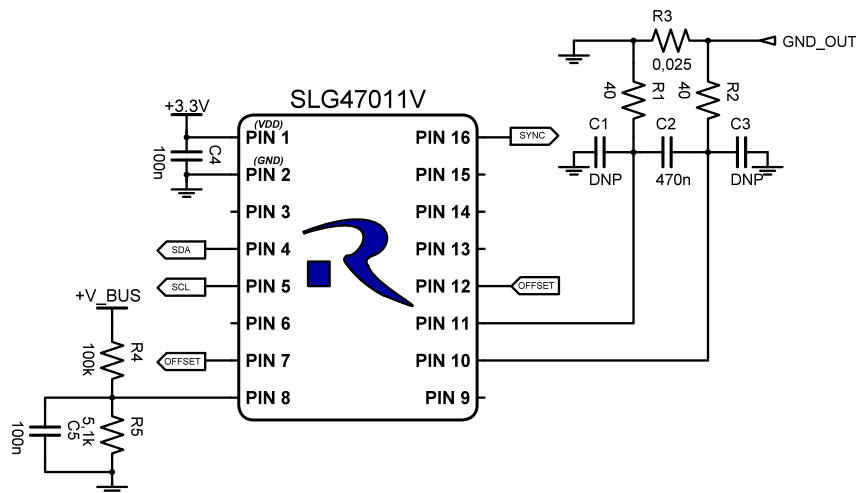 R3
GND_OUT
0,025
40
R1
40
R2
SLG47011V
+3.3V
(VDD)
PIN 1
PIN 16
SYNC
C1
C2
C3
100n
C4
(GND)
PIN 2
PIN 15
DNP
470n
DNP
PIN 3
PIN 14
SDA
PIN 4
PIN 13
SCL
PIN 5
PIN 12
OFFSET
+V_BUS
PIN 6
PIN 11
100k
R4
OFFSET
PIN 7
PIN 10
PIN 8
PIN 9
100n
C5
5,1k
R5